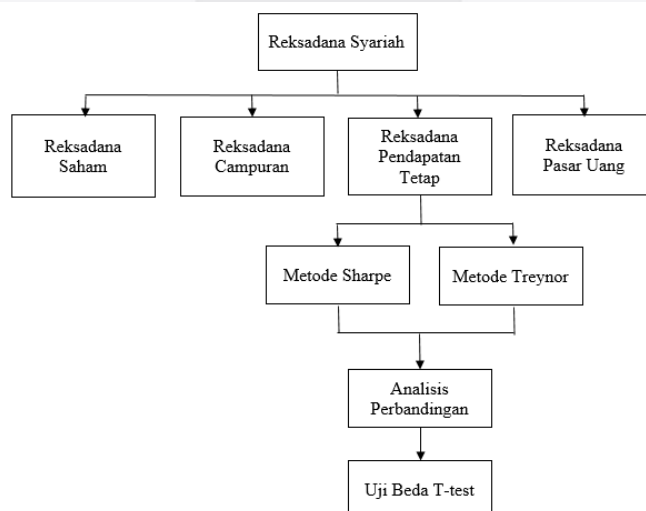 Reksadana Syariah
Reksadana
Saham
Reksadana
Campuran
Reksadana
Pendapatan
Tetap
Reksadana
Pasar Uang
Metode Sharpe
Metode Treynor
Analisis
Perbandingan
Uji Beda T-test